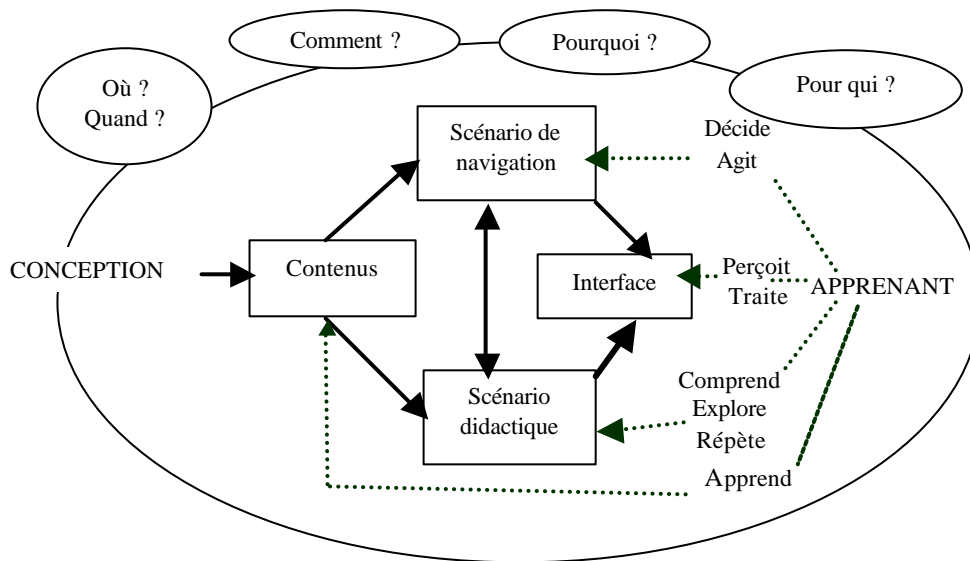 Comment ?
Pourquoi ?
Où ?
Quand ?
Pour qui ?
Scénario de
navigation
Décide
Agit
CONCEPTION
Contenus
Interface
Perçoit
Traite
APPRENANT
Scénario
didactique
Comprend
Explore
Répète
Apprend